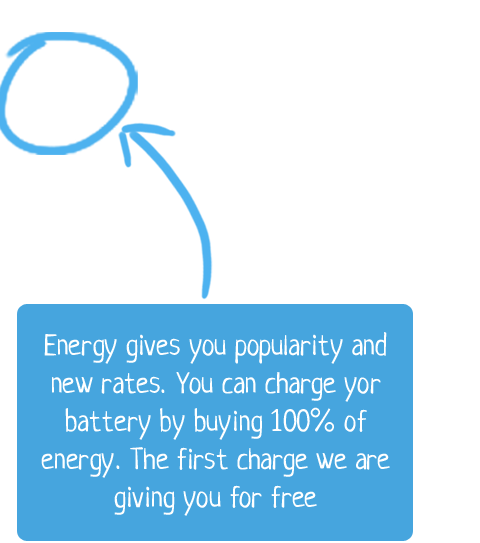 Energy gives you popularity and
new rates. You can charge yor
battery by buying 100% of
energy. The first charge we are
giving you for free